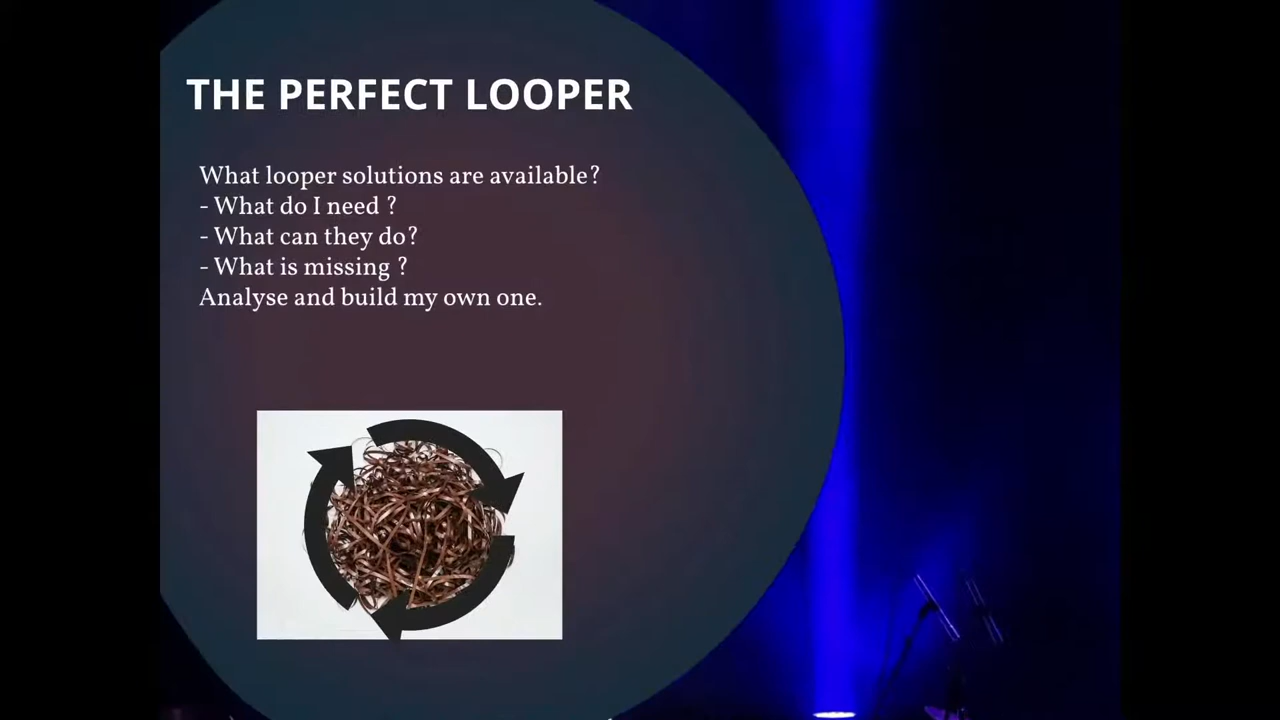 THE PERFECT LOOPER
What looper solutions are available?
- What do I need ?
- What can they do?
- What is missing ?
Analyse and build my own one.